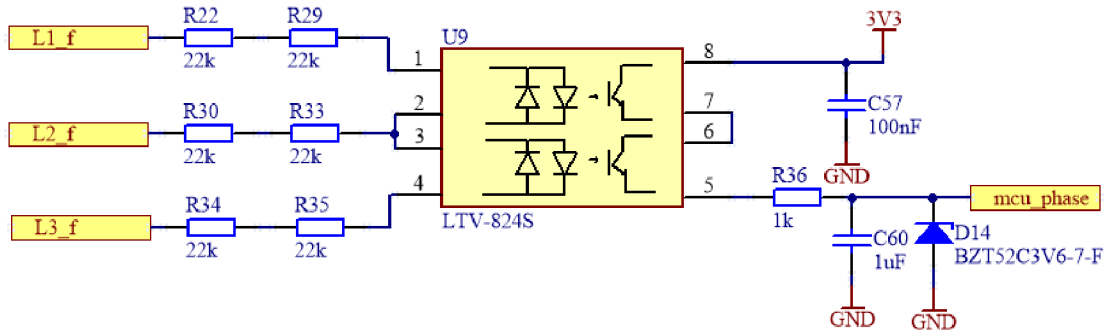 R22 R29 U9 3V3
L1_f
22k 22k 1 8
R30 R33 2 7 C57
L2_f 100nF
22k 22k 3 6
GND
R34 R35 4 5 R36
L3_f mcu_phase
22k 22k LTV-824S 1k C60 D14
1uF BZT52C3V6-7-F
GND GND